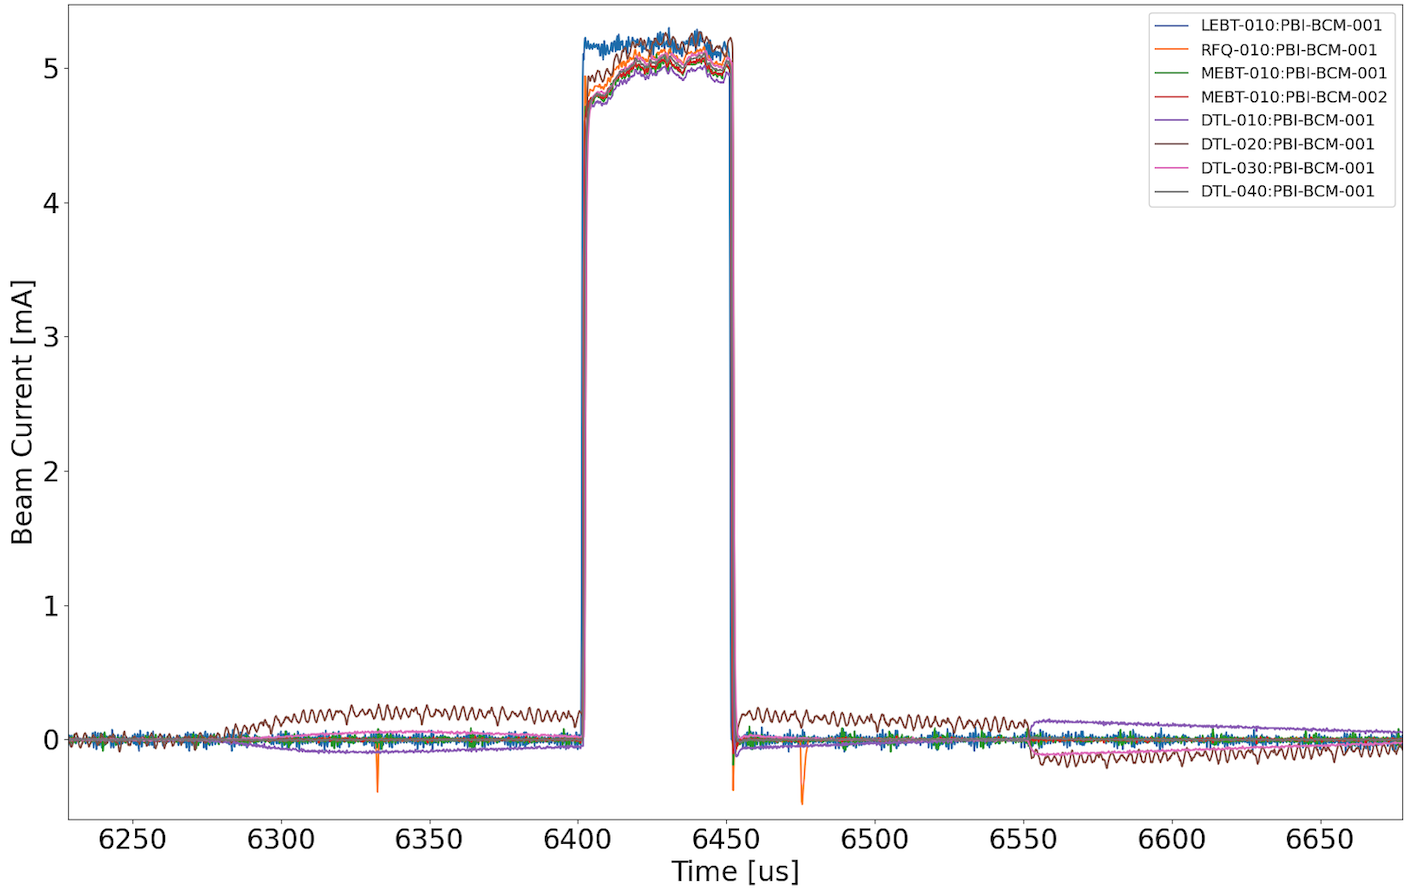 LEBT-010:PBI-BCM-001
RFQ-010:PBI-BCM-001
MEBT-010:PBI-BCM-001
MEBT-010:PBI-BCM-002
DTL-010:PBI-BCM-001
DTL-020:PBI-BCM-001
DTL-030:PBI-BCM-001
DTL-040:PBI-BCM-001
Beam Current [mA]
5
4
3
2
1
0
6250 6300 6350 6400 6450 6500 6550 6600 6650
Time [us]